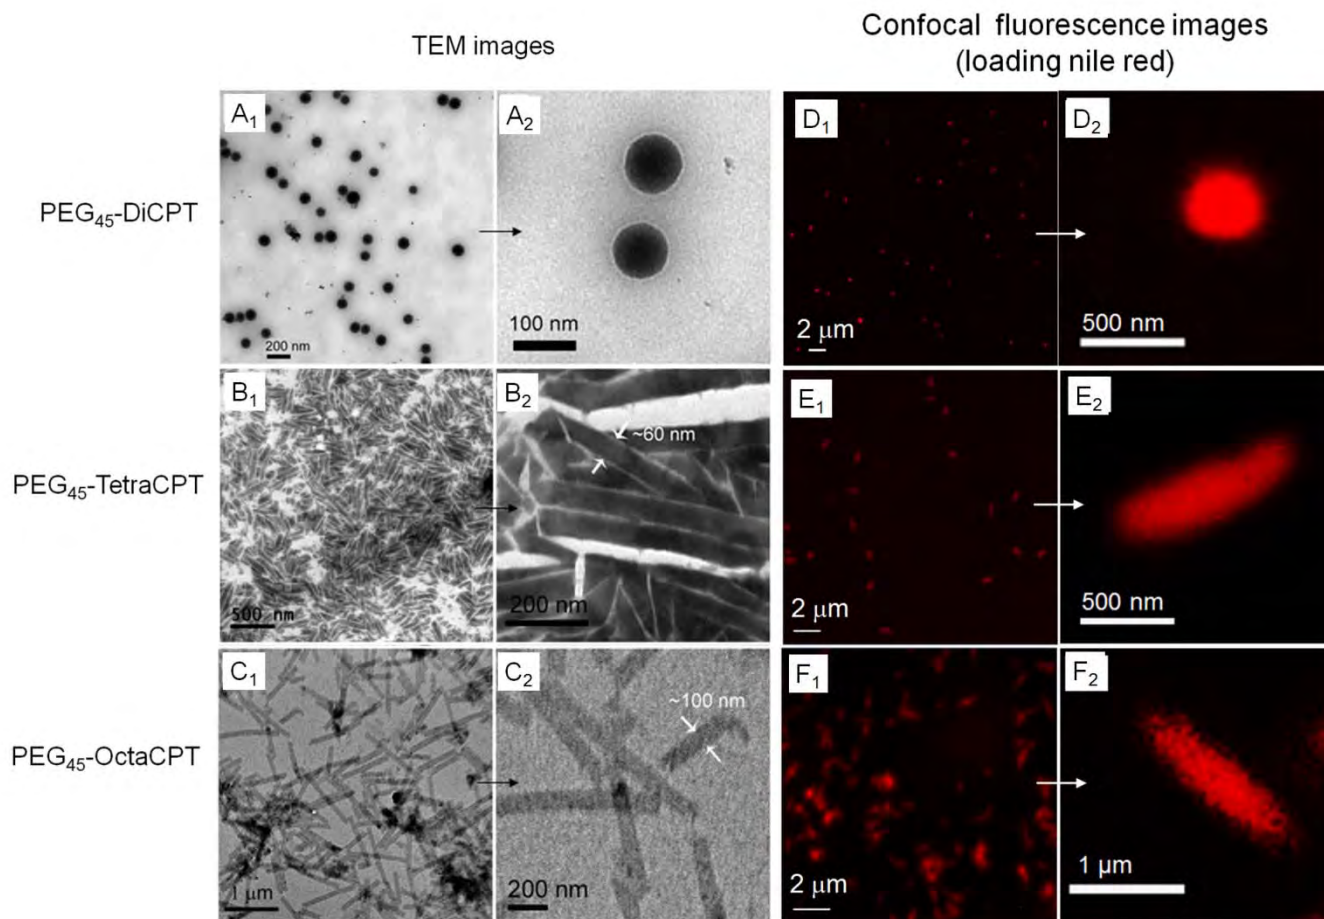 TEM images
Confocal fluorescence images
(loading nile red)
PEG₄₅-DiCPT
A₁
200 nm
A₂
100 nm
D₁
2 μm
D₂
500 nm
PEG₄₅-TetraCPT
B₁
500 nm
B₂
~60 nm
200 nm
E₁
2 μm
E₂
500 nm
PEG₄₅-OctaCPT
C₁
1 μm
C₂
~100 nm
200 nm
F₁
2 μm
F₂
1 μm